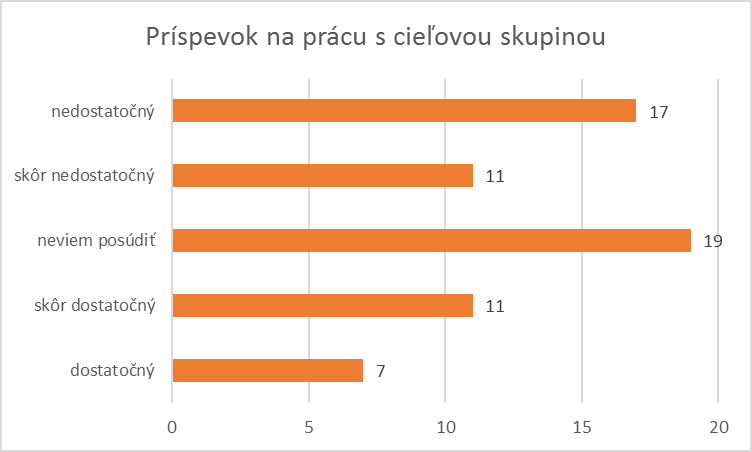 Príspevok na prácu s cieľovou skupinou
nedostatočný 17
skôr nedostatočný 11
neviem posúdiť 19
skôr dostatočný 11
dostatočný 7
0 5 10 15 20